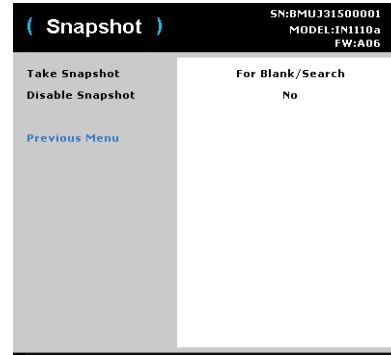 ( Snapshot )
SN:BMUJ31500001
MODEL:IN1110a
FW:A06
Take Snapshot For Blank/Search
Disable Snapshot No
Previous Menu